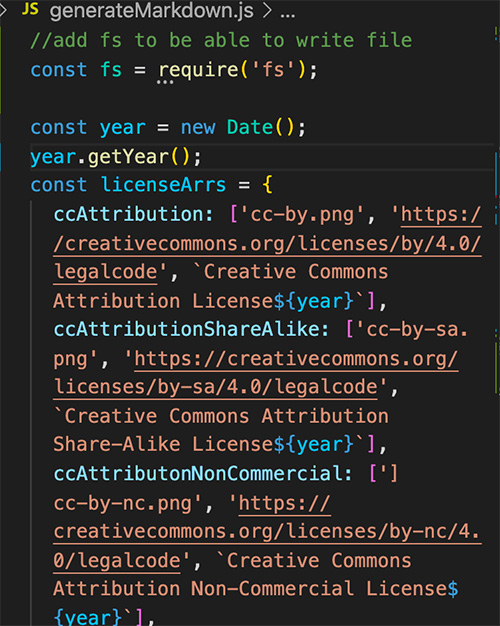 JS generateMarkdown.js > ...
//add fs to be able to write file
const fs = require('fs');
const year = new Date();
year.getYear();
const licenseArrs = {
ccAttribution: ['cc-by.png', 'https:/
/creativecommons.org/licenses/by/4.0/
legalcode', `Creative Commons
Attribution License${year}`],
ccAttributionShareAlike: ['cc-by-sa.
png', 'https://creativecommons.org/
licenses/by-sa/4.0/legalcode',
`Creative Commons Attribution
Share-Alike License${year}`],
ccAttributonNonCommercial: [']
cc-by-nc.png', 'https://
creativecommons.org/licenses/by-nc/4.
0/legalcode', `Creative Commons
Attribution Non-Commercial License$
{year}`],